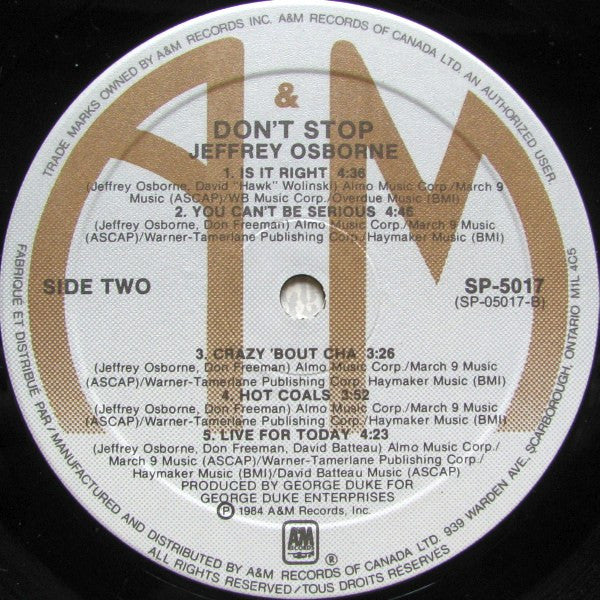 TRADE MARKS OWNED BY A&M RECORDS INC. A&M RECORDS OF CANADA LTD. AN AUTHORIZED USER
&
DON'T STOP
JEFFREY OSBORNE
1. IS IT RIGHT 4:36
(Jeffrey Osborne, David "Hawk" Wolinski) Almo Music Corp./March 9
Music (ASCAP)/WB Music Corp./Overdue Music (BMI)
2. YOU CAN'T BE SERIOUS 4:46
(Jeffrey Osborne, Don Freeman) Almo Music Corp./March 9 Music
(ASCAP)/Warner-Tamerlane Publishing Corp./Haymaker Music (BMI)
SIDE TWO
SP-5017
(SP-05017-B)
3. CRAZY 'BOUT CHA 3:26
(Jeffrey Osborne, Don Freeman) Almo Music Corp./March 9 Music
(ASCAP)/Warner-Tamerlane Publishing Corp./Haymaker Music (BMI)
4. HOT COALS 3:52
(Jeffrey Osborne, Don Freeman) Almo Music Corp./March 9 Music
(ASCAP)/Warner-Tamerlane Publishing Corp./Haymaker Music (BMI)
5. LIVE FOR TODAY 4:23
(Jeffrey Osborne, Don Freeman, David Batteau) Almo Music Corp./
March 9 Music (ASCAP)/Warner-Tamerlane Publishing Corp./
Haymaker Music (BMI)/David Batteau Music (ASCAP)
PRODUCED BY GEORGE DUKE FOR
GEORGE DUKE ENTERPRISES
℗ 1984 A&M Records, Inc.
A&M ®
FABRIQUÉ ET DISTRIBUÉ PAR/MANUFACTURED AND DISTRIBUTED BY A&M RECORDS OF CANADA LTD. 939 WARDEN AVE, SCARBOROUGH, ONTARIO M1L 4C5
ALL RIGHTS RESERVED/TOUS DROITS RÉSERVÉS